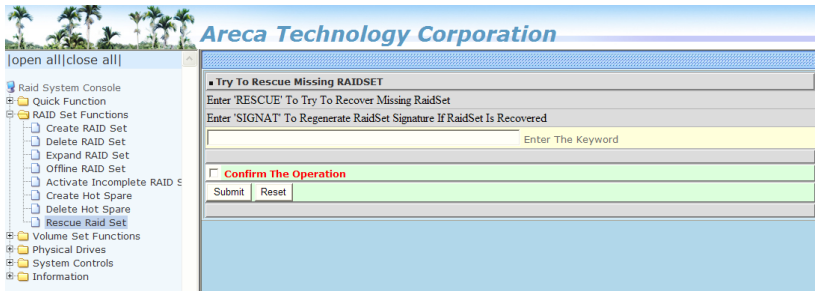 Areca Technology Corporation
|open all|close all|
Raid System Console
Quick Function
RAID Set Functions
Create RAID Set
Delete RAID Set
Expand RAID Set
Offline RAID Set
Activate Incomplete RAID S
Create Hot Spare
Delete Hot Spare
Rescue Raid Set
Volume Set Functions
Physical Drives
System Controls
Information
Try To Rescue Missing RAIDSET
Enter 'RESCUE' To Try To Recover Missing RaidSet
Enter 'SIGNAT' To Regenerate RaidSet Signature If RaidSet Is Recovered
Enter The Keyword
Confirm The Operation
Submit Reset